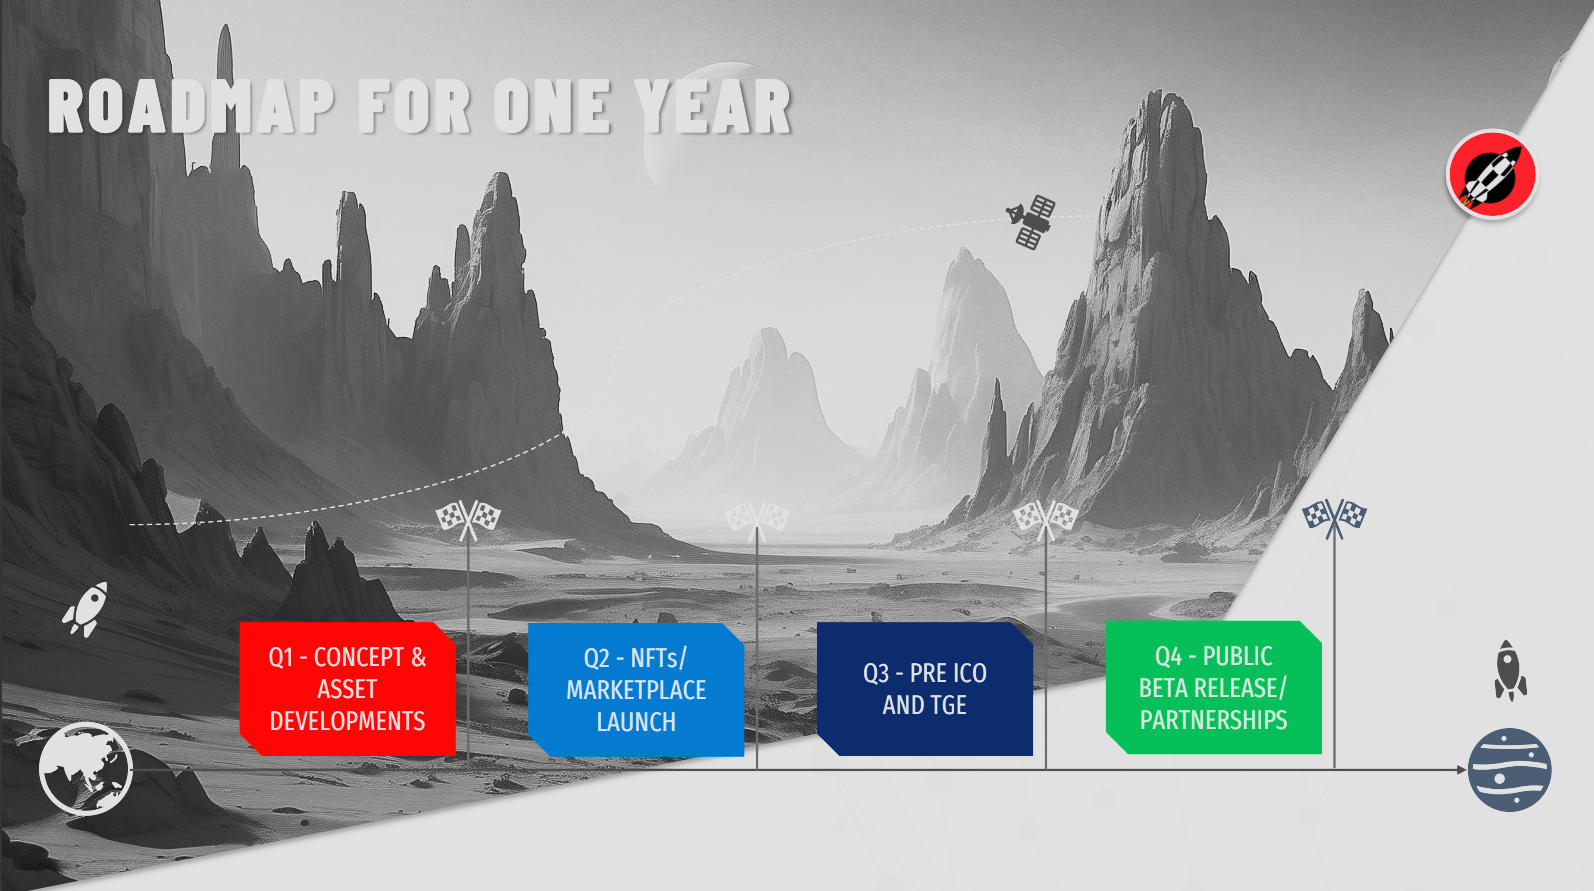 ROADMAP FOR ONE YEAR
Q1 - CONCEPT &
ASSET
DEVELOPMENTS
Q2 - NFTs/
MARKETPLACE
LAUNCH
Q3 - PRE ICO
AND TGE
Q4 - PUBLIC
BETA RELEASE/
PARTNERSHIPS